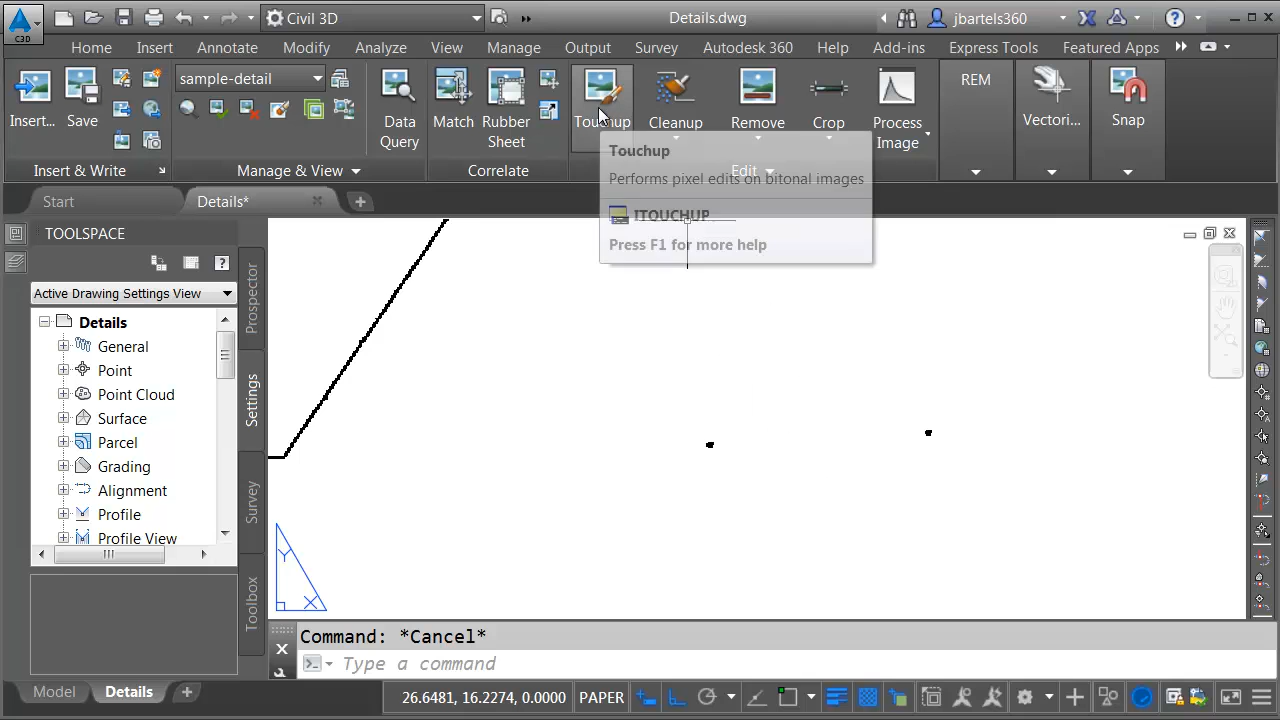 C3D
Civil 3D
Details.dwg
jbartels360
Home
Insert
Annotate
Modify
Analyze
View
Manage
Output
Survey
Autodesk 360
Help
Add-ins
Express Tools
Featured Apps
Insert...
Save
sample-detail
Data
Query
Match
Rubber
Sheet
Touchup
Cleanup
Remove
Crop
Process
Image
REM
Vectori...
Snap
Insert & Write
Manage & View
Correlate
Edit
Touchup
Performs pixel edits on bitonal images
ITOUCHUP
Press F1 for more help
Start
Details*
TOOLSPACE
Active Drawing Settings View
Details
General
Point
Point Cloud
Surface
Parcel
Grading
Alignment
Profile
Profile View
Prospector
Settings
Survey
Toolbox
Y
X
Command: *Cancel*
Type a command
Model
Details
26.6481, 16.2274, 0.0000
PAPER